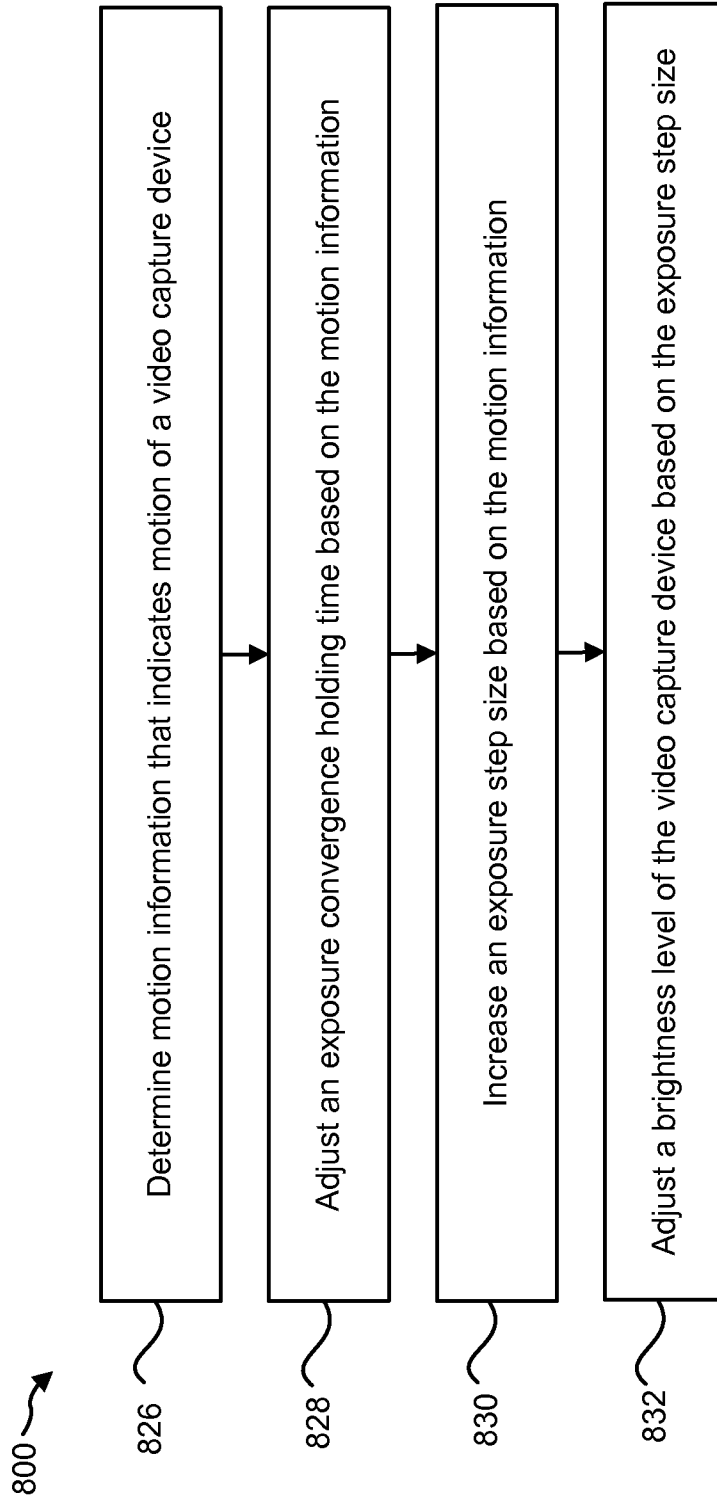 800
826
Determine motion information that indicates motion of a video capture device
828
Adjust an exposure convergence holding time based on the motion information
830
Increase an exposure step size based on the motion information
832
Adjust a brightness level of the video capture device based on the exposure step size